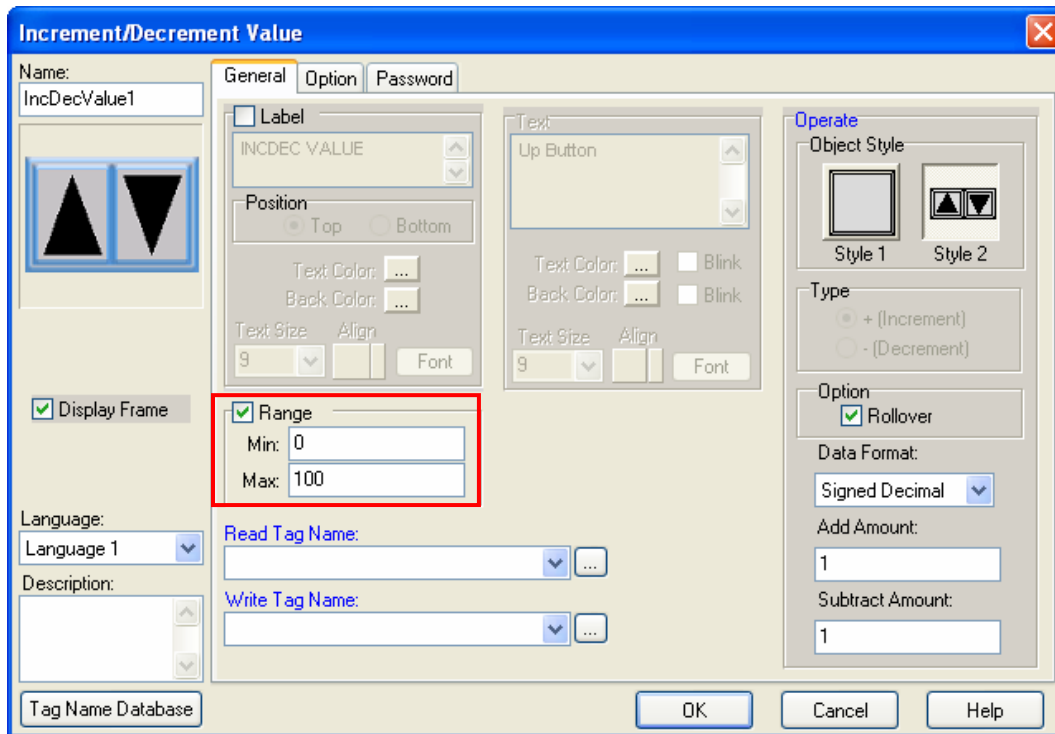 Increment/Decrement Value
Name:
IncDecValue1
Display Frame
Language:
Language 1
Description:
Tag Name Database
General
Option
Password
Label
INCDEC VALUE
Position
Top
Bottom
Text Color:
...
Back Color:
...
Text Size
Align
9
Font
Text
Up Button
Text Color:
...
Blink
Back Color:
...
Blink
Text Size
Align
9
Font
Range
Min:
0
Max:
100
Read Tag Name:
...
Write Tag Name:
...
Operate
Object Style
Style 1
Style 2
Type
+ (Increment)
- (Decrement)
Option
Rollover
Data Format:
Signed Decimal
Add Amount:
1
Subtract Amount:
1
OK
Cancel
Help